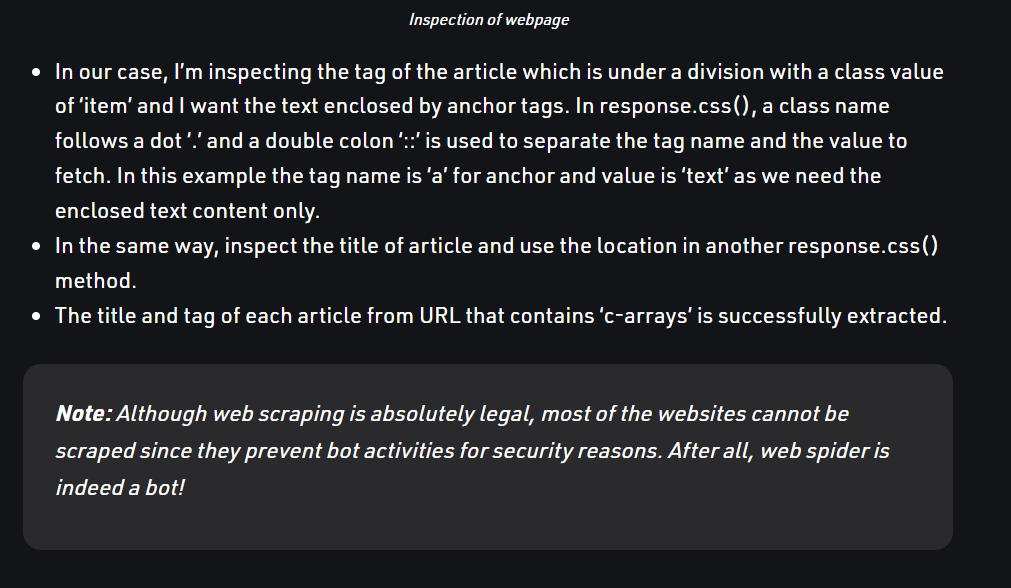 Inspection of webpage
• In our case, I’m inspecting the tag of the article which is under a division with a class value
of ‘item’ and I want the text enclosed by anchor tags. In response.css(), a class name
follows a dot ‘.’ and a double colon ‘::’ is used to separate the tag name and the value to
fetch. In this example the tag name is ‘a’ for anchor and value is ‘text’ as we need the
enclosed text content only.
• In the same way, inspect the title of article and use the location in another response.css()
method.
• The title and tag of each article from URL that contains ‘c-arrays’ is successfully extracted.
Note: Although web scraping is absolutely legal, most of the websites cannot be
scraped since they prevent bot activities for security reasons. After all, web spider is
indeed a bot!